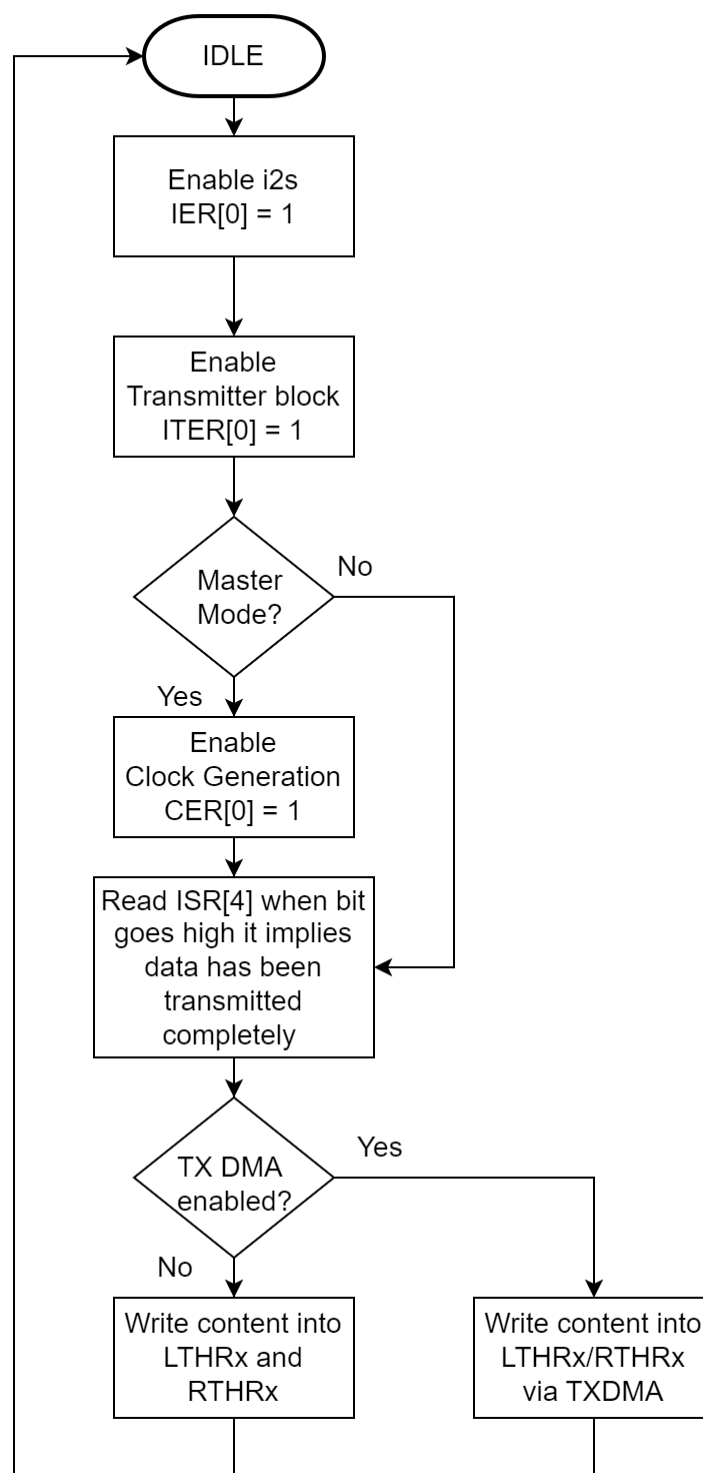 IDLE
Enable i2s
IER[0] = 1
Enable
Transmitter block
ITER[0] = 1
Master
Mode?
No
Yes
Enable
Clock Generation
CER[0] = 1
Read ISR[4] when bit
goes high it implies
data has been
transmitted
completely
TX DMA
enabled?
Yes
No
Write content into
LTHRx and
RTHRx
Write content into
LTHRx/RTHRx
via TXDMA